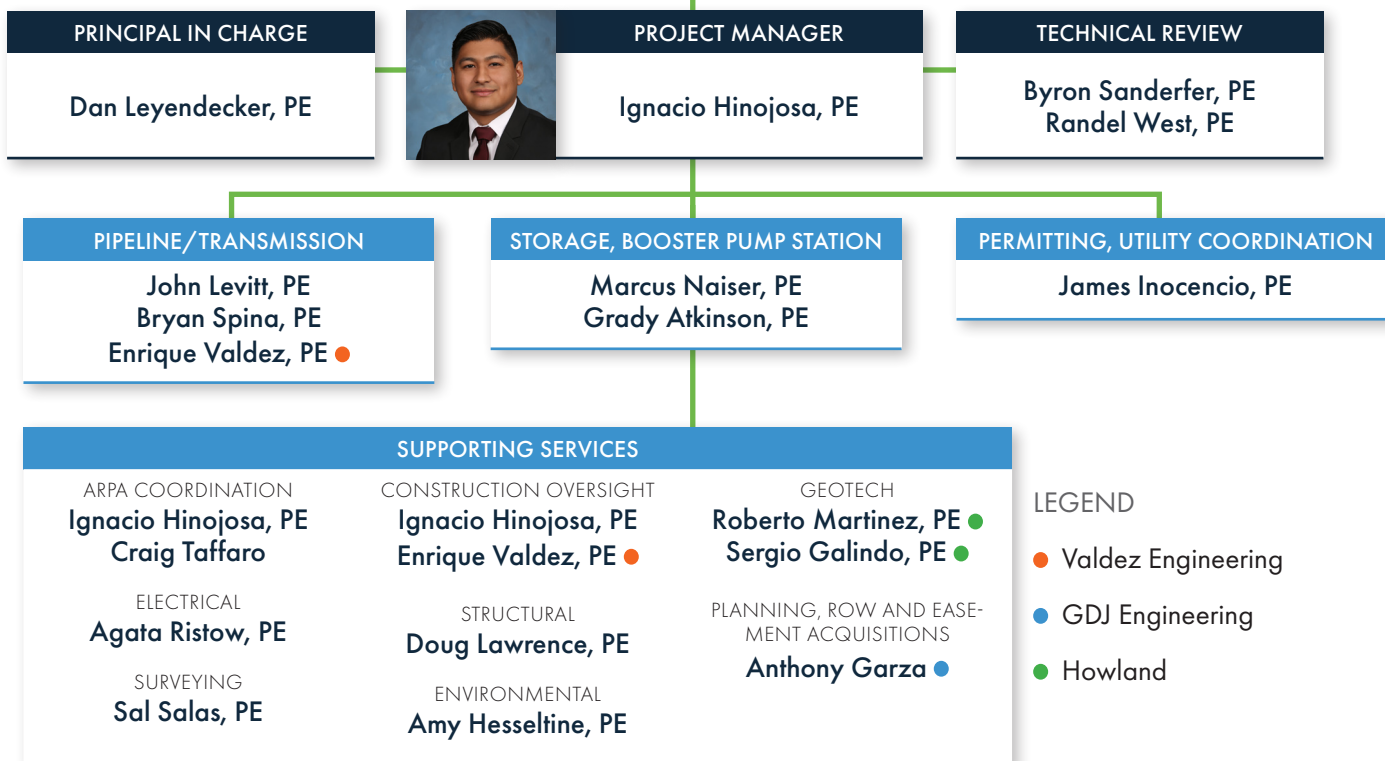 PRINCIPAL IN CHARGE
Dan Leyendecker, PE
PROJECT MANAGER
Ignacio Hinojosa, PE
TECHNICAL REVIEW
Byron Sanderfer, PE
Randel West, PE
PIPELINE/TRANSMISSION
John Levitt, PE
Bryan Spina, PE
Enrique Valdez, PE
STORAGE, BOOSTER PUMP STATION
Marcus Naiser, PE
Grady Atkinson, PE
PERMITTING, UTILITY COORDINATION
James Inocencio, PE
SUPPORTING SERVICES
ARPA COORDINATION
Ignacio Hinojosa, PE
Craig Taffaro
ELECTRICAL
Agata Ristow, PE
SURVEYING
Sal Salas, PE
CONSTRUCTION OVERSIGHT
Ignacio Hinojosa, PE
Enrique Valdez, PE
STRUCTURAL
Doug Lawrence, PE
ENVIRONMENTAL
Amy Hesseltine, PE
GEOTECH
Roberto Martinez, PE
Sergio Galindo, PE
PLANNING, ROW AND EASE-
MENT ACQUISITIONS
Anthony Garza
LEGEND
Valdez Engineering
GDJ Engineering
Howland